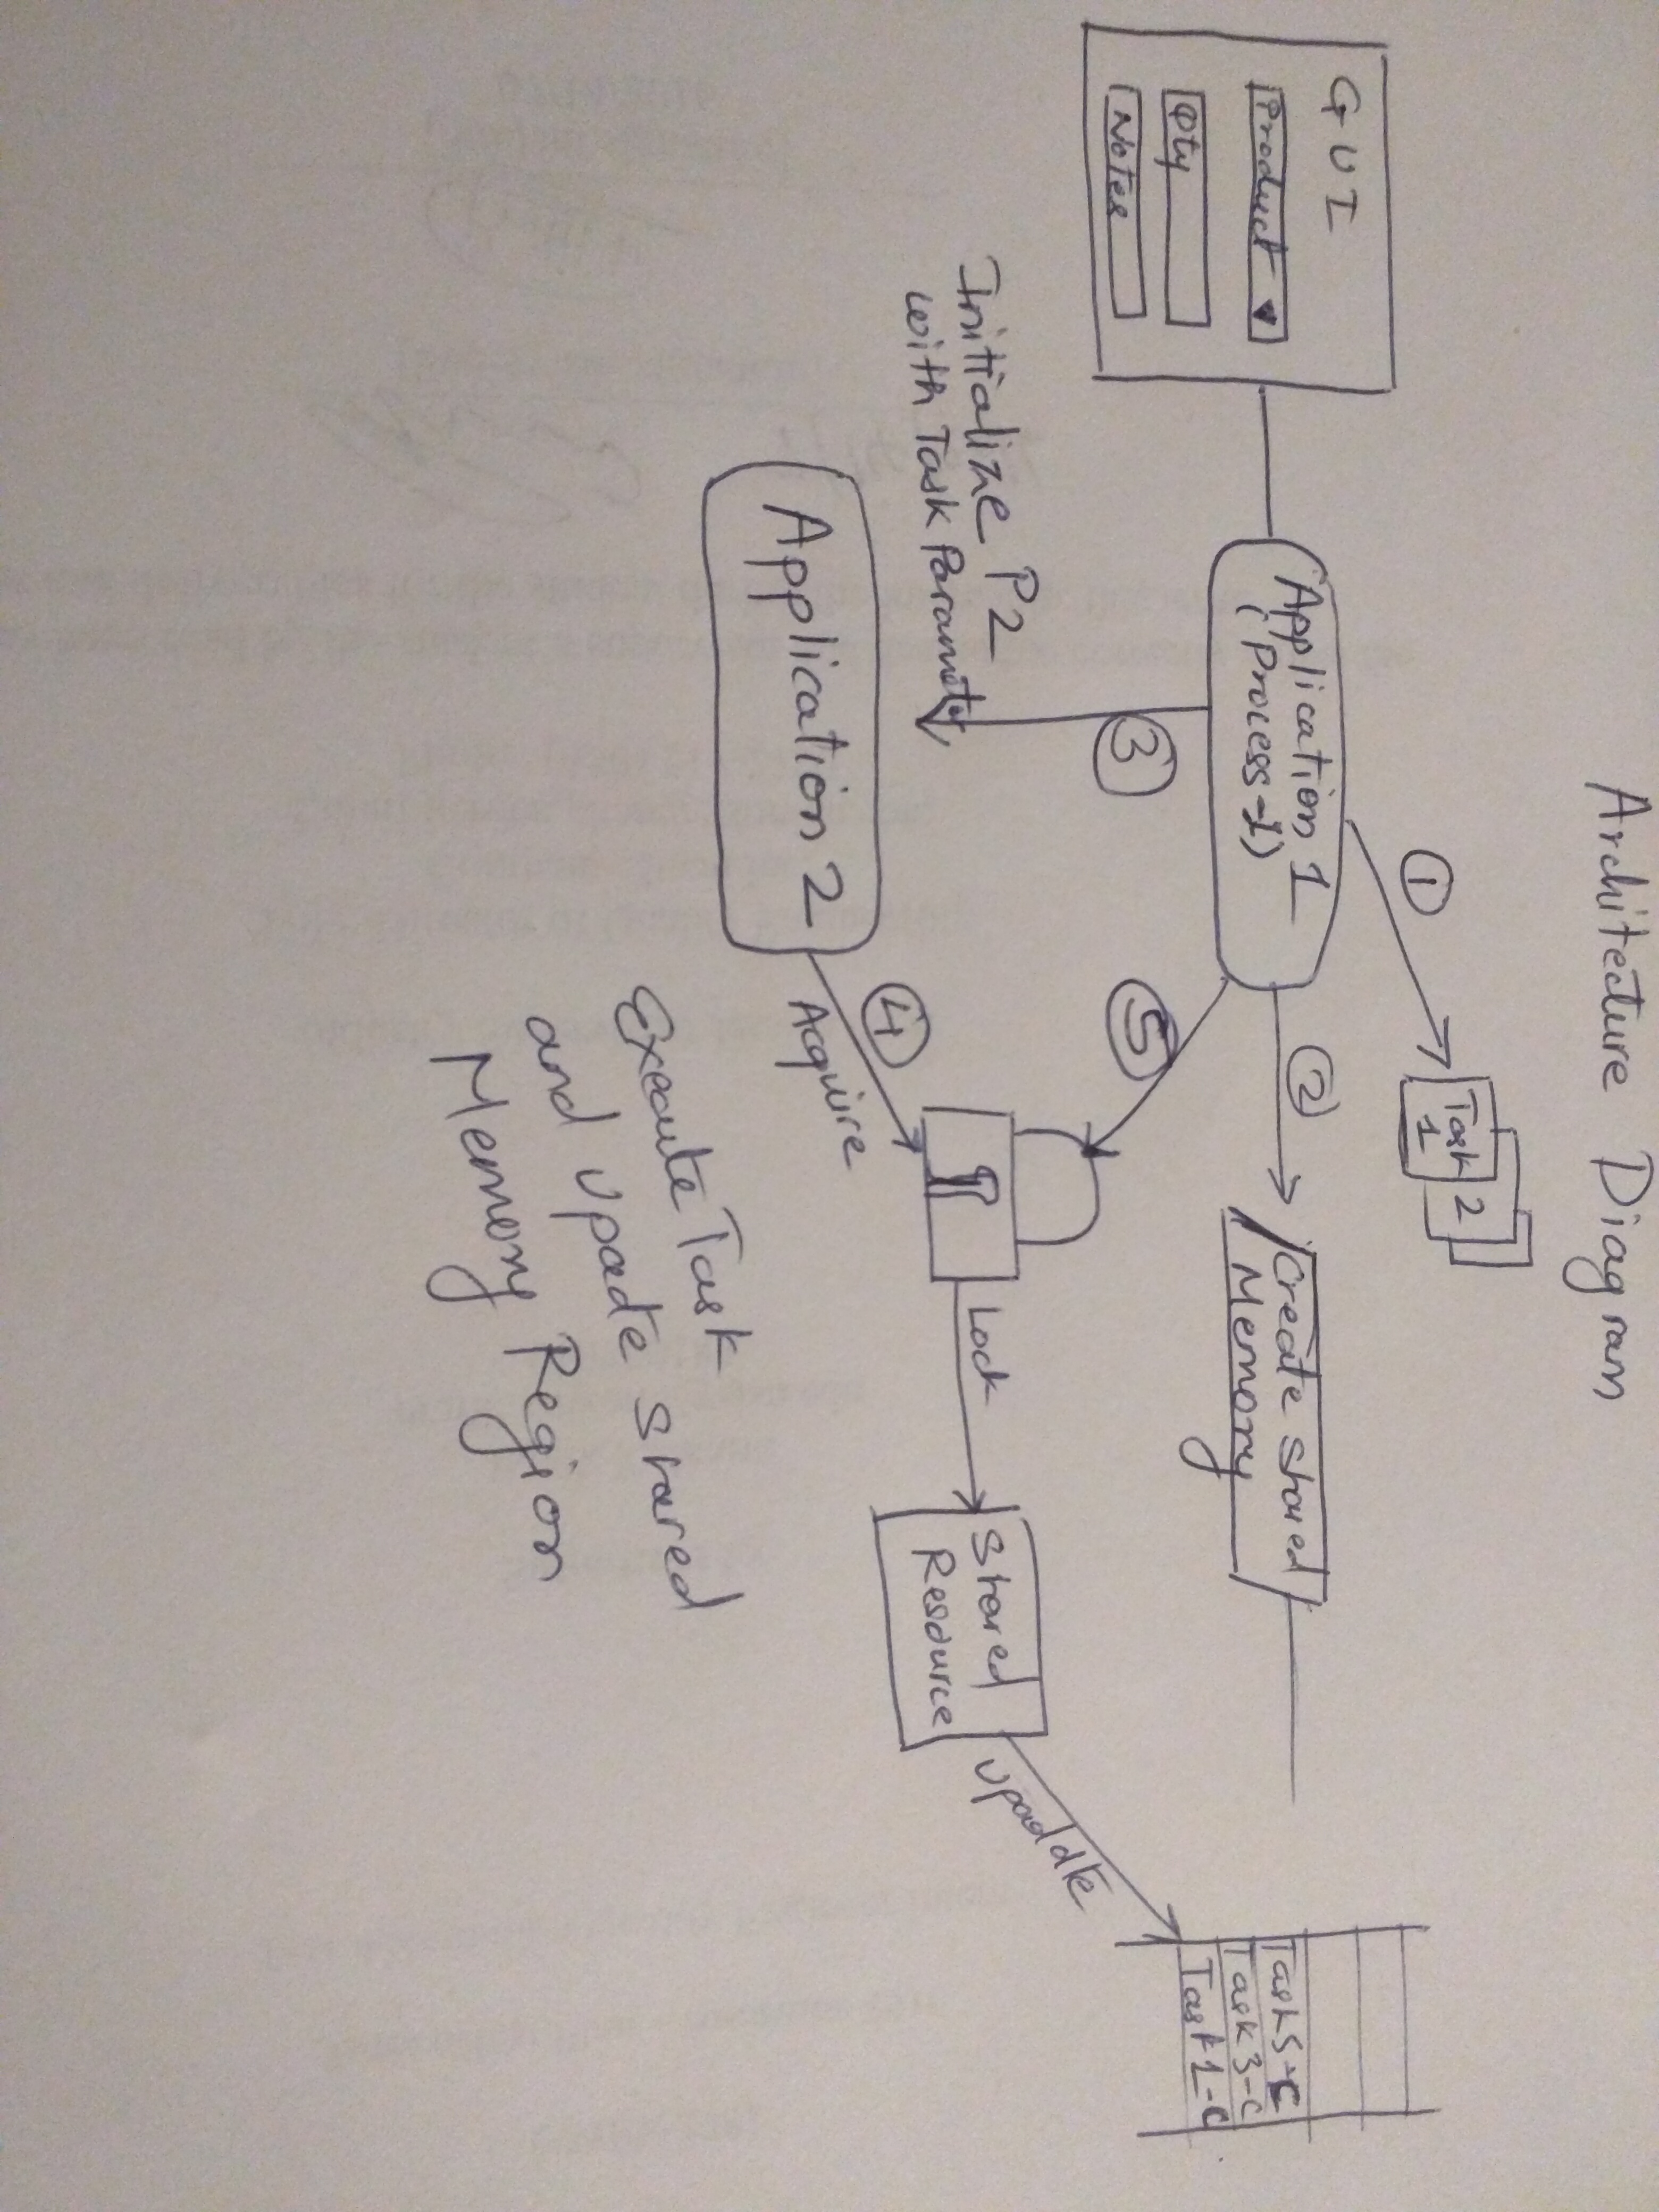 Architecture Diagram
GUI
Product
Qty
Notes
Application 1
(Process-1)
1
Task
1
2
2
Create shared
Memory
3
Initialize P2
with Task Parameter
5
Application 2
4
Acquire
Lock
Shared
Resource
Update
Task5-C
Task3-C
Task1-C
Execute Task
and update shared
Memory Region